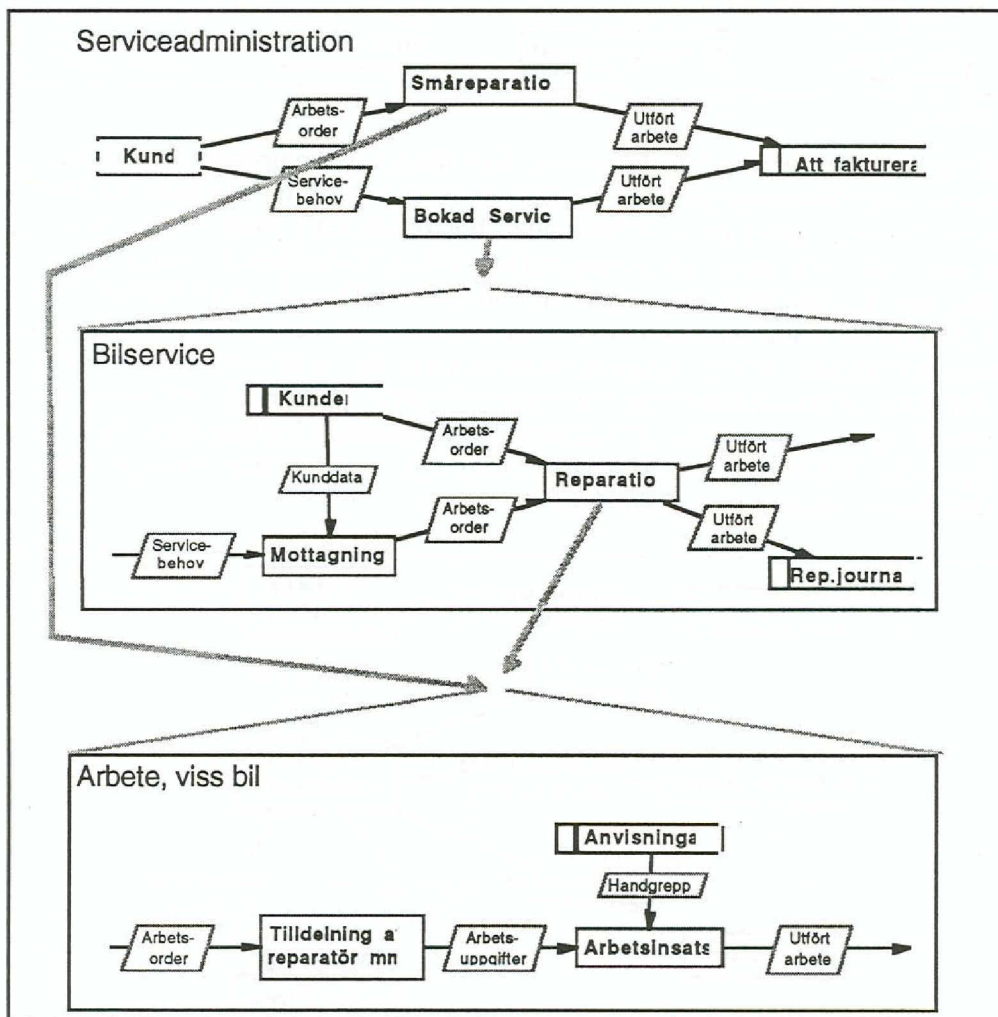 Serviceadministration
Småreparatio
Arbets-
order
Utfört
arbete
Kund
Att fakturera
Service-
behov
Utfört
arbete
Bokad Servic
Bilservice
Kunde
Arbets-
order
Utfört
arbete
Kunddata
Reparatio
Arbets-
order
Service-
behov
Mottagning
Utfört
arbete
Rep.journa
Arbete, viss bil
Anvisninga
Handgrepp
Arbets-
order
Tilldelning a
reparatör mn
Arbets-
uppgifter
Arbetsinsats
Utfört
arbete